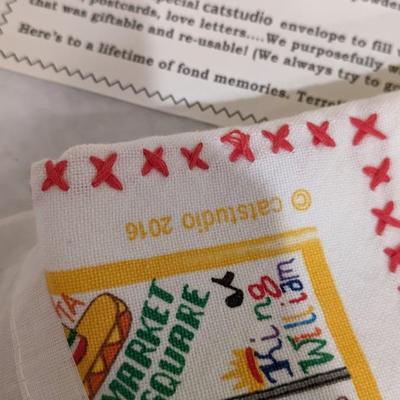 special catstudio envelope to fill
postcards, love letters....We purposefully
that was giftable and re-usable! (We always try to
Here's to a lifetime of fond memories.
© catstudio 2016
MARKET
SQUARE
King
William